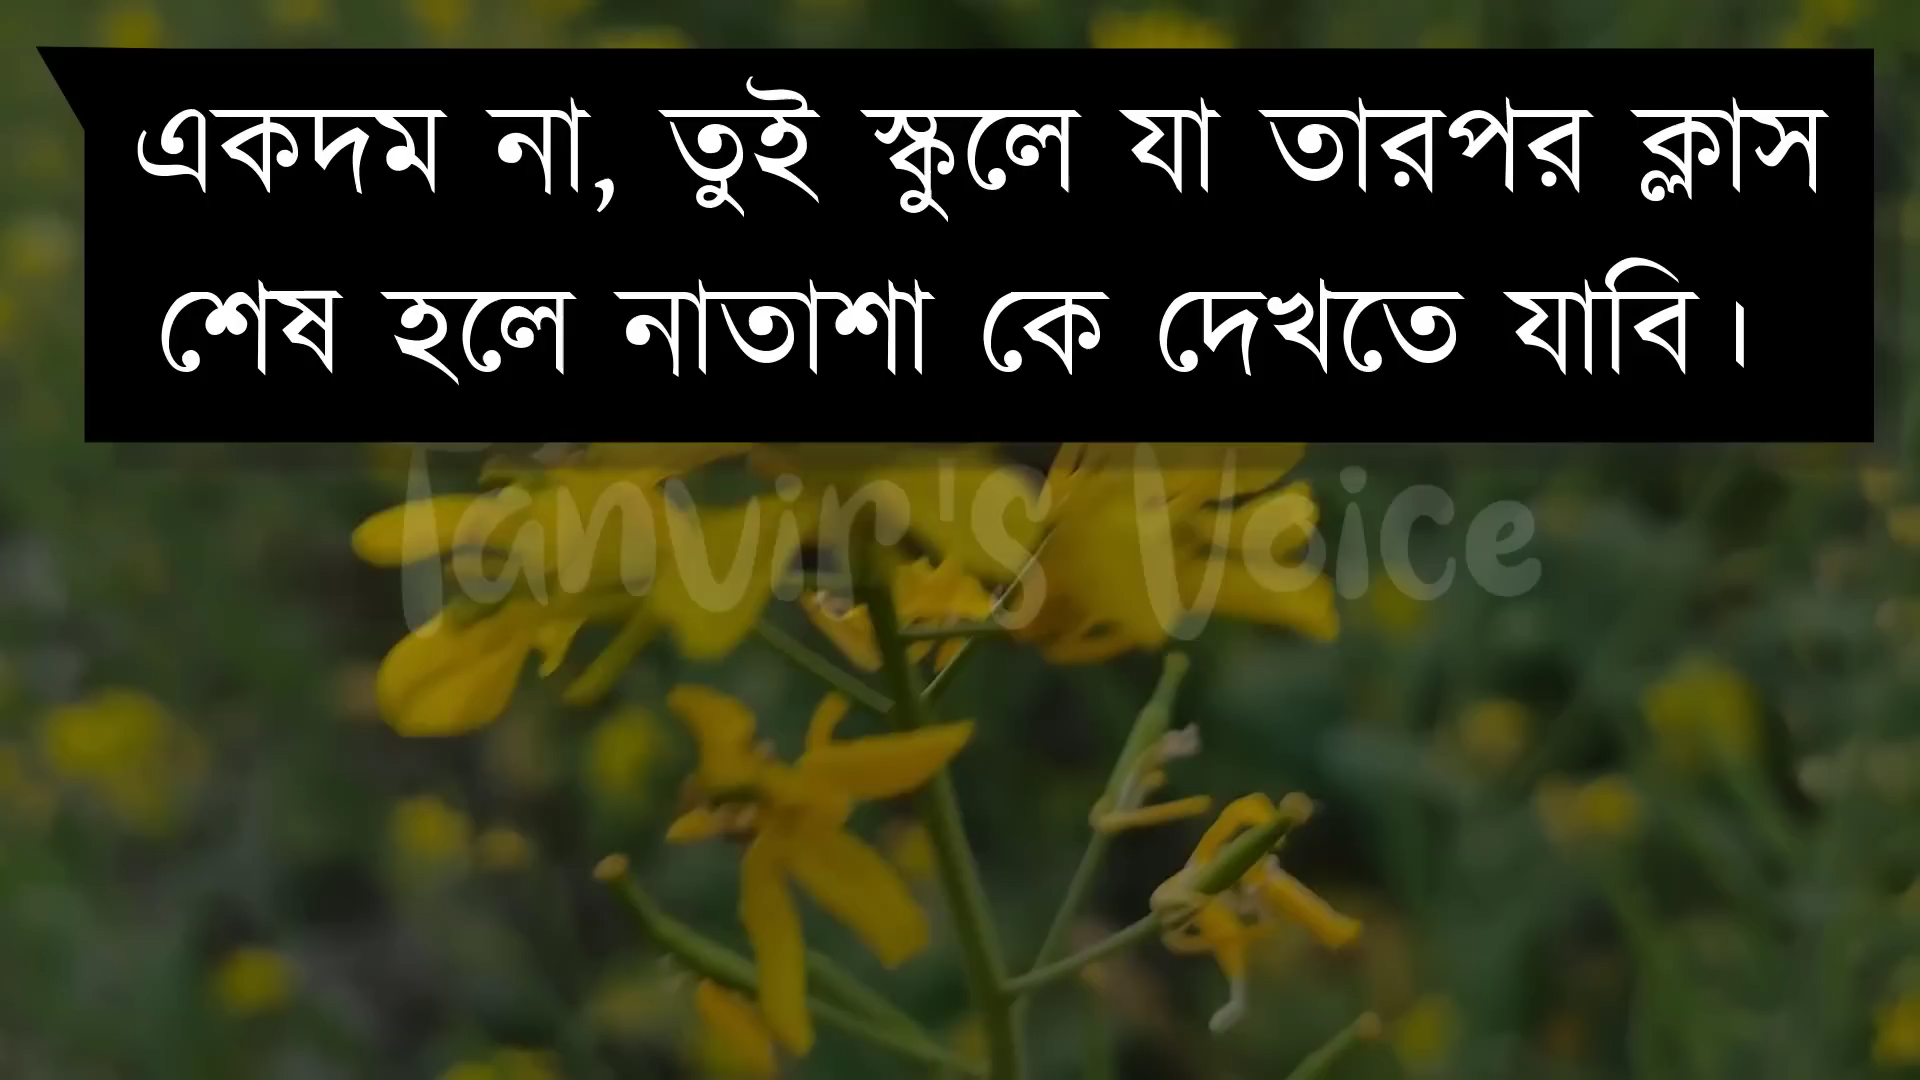 একদম না, তুই স্কুলে যা তারপর ক্লাস
শেষ হলে নাতাশা কে দেখতে যাবি।
Tanvir's Voice